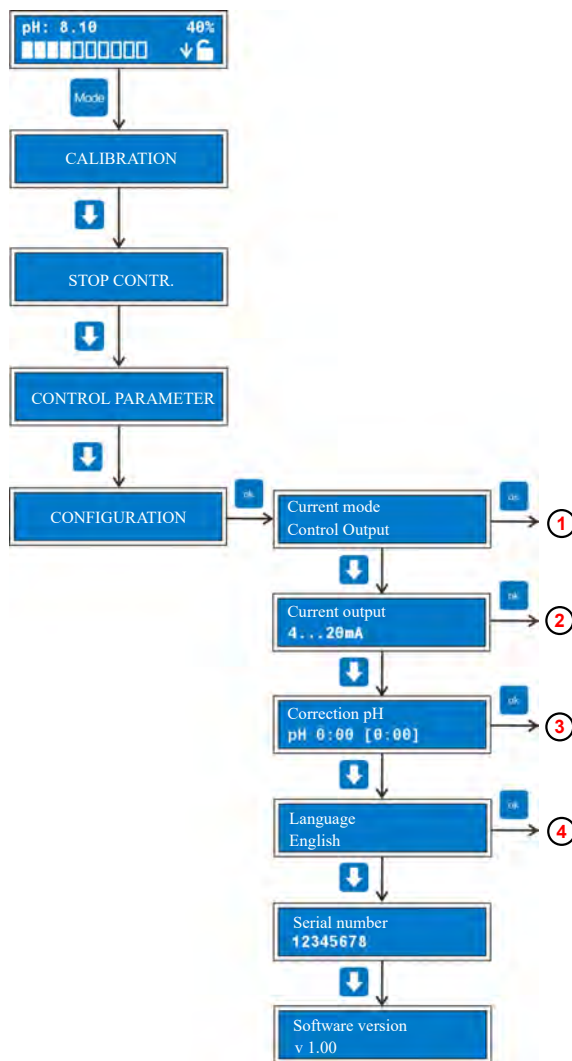 pH: 8.10 40%
Mode
CALIBRATION
STOP CONTR.
CONTROL PARAMETER
CONFIGURATION
ok
Current mode
Control Output
ok
1
Current output
4...20mA
ok
2
Correction pH
pH 0:00 [0:00]
ok
3
Language
English
ok
4
Serial number
12345678
Software version
v 1.00